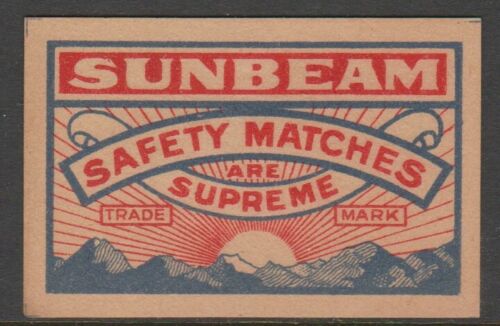 SUNBEAM
SAFETY MATCHES
ARE
SUPREME
TRADE MARK